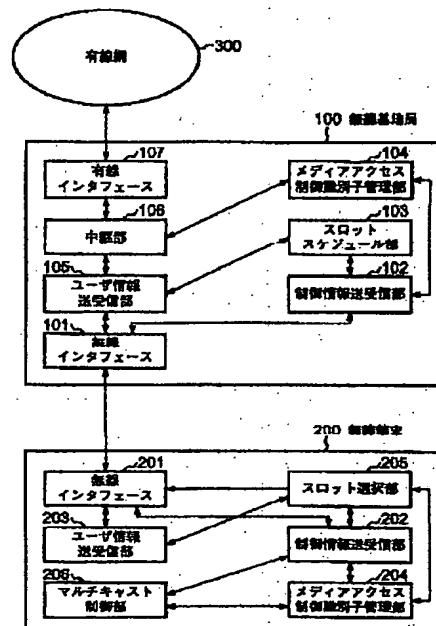 有線網
300
100 無線基地局
107
有線
インタフェース
104
メディアアクセス
制御識別子管理部
106
中継部
103
スロット
スケジュール部
105
ユーザ情報
送受信部
102
制御情報送受信部
101
無線
インタフェース
200 無線端末
201
無線
インタフェース
205
スロット選択部
203
ユーザ情報
送受信部
202
制御情報送受信部
206
マルチキャスト
制御部
204
メディアアクセス
制御識別子管理部